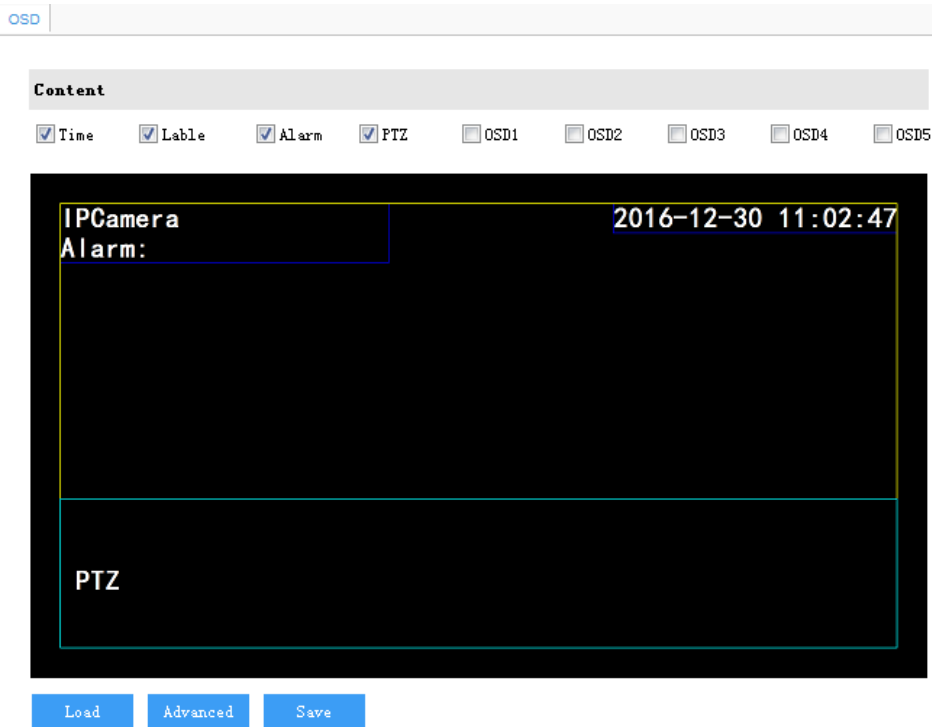 OSD
Content
Time Lable Alarm PTZ OSD1 OSD2 OSD3 OSD4 OSD5
IPCamera 2016-12-30 11:02:47
Alarm:
PTZ
Load Advanced Save